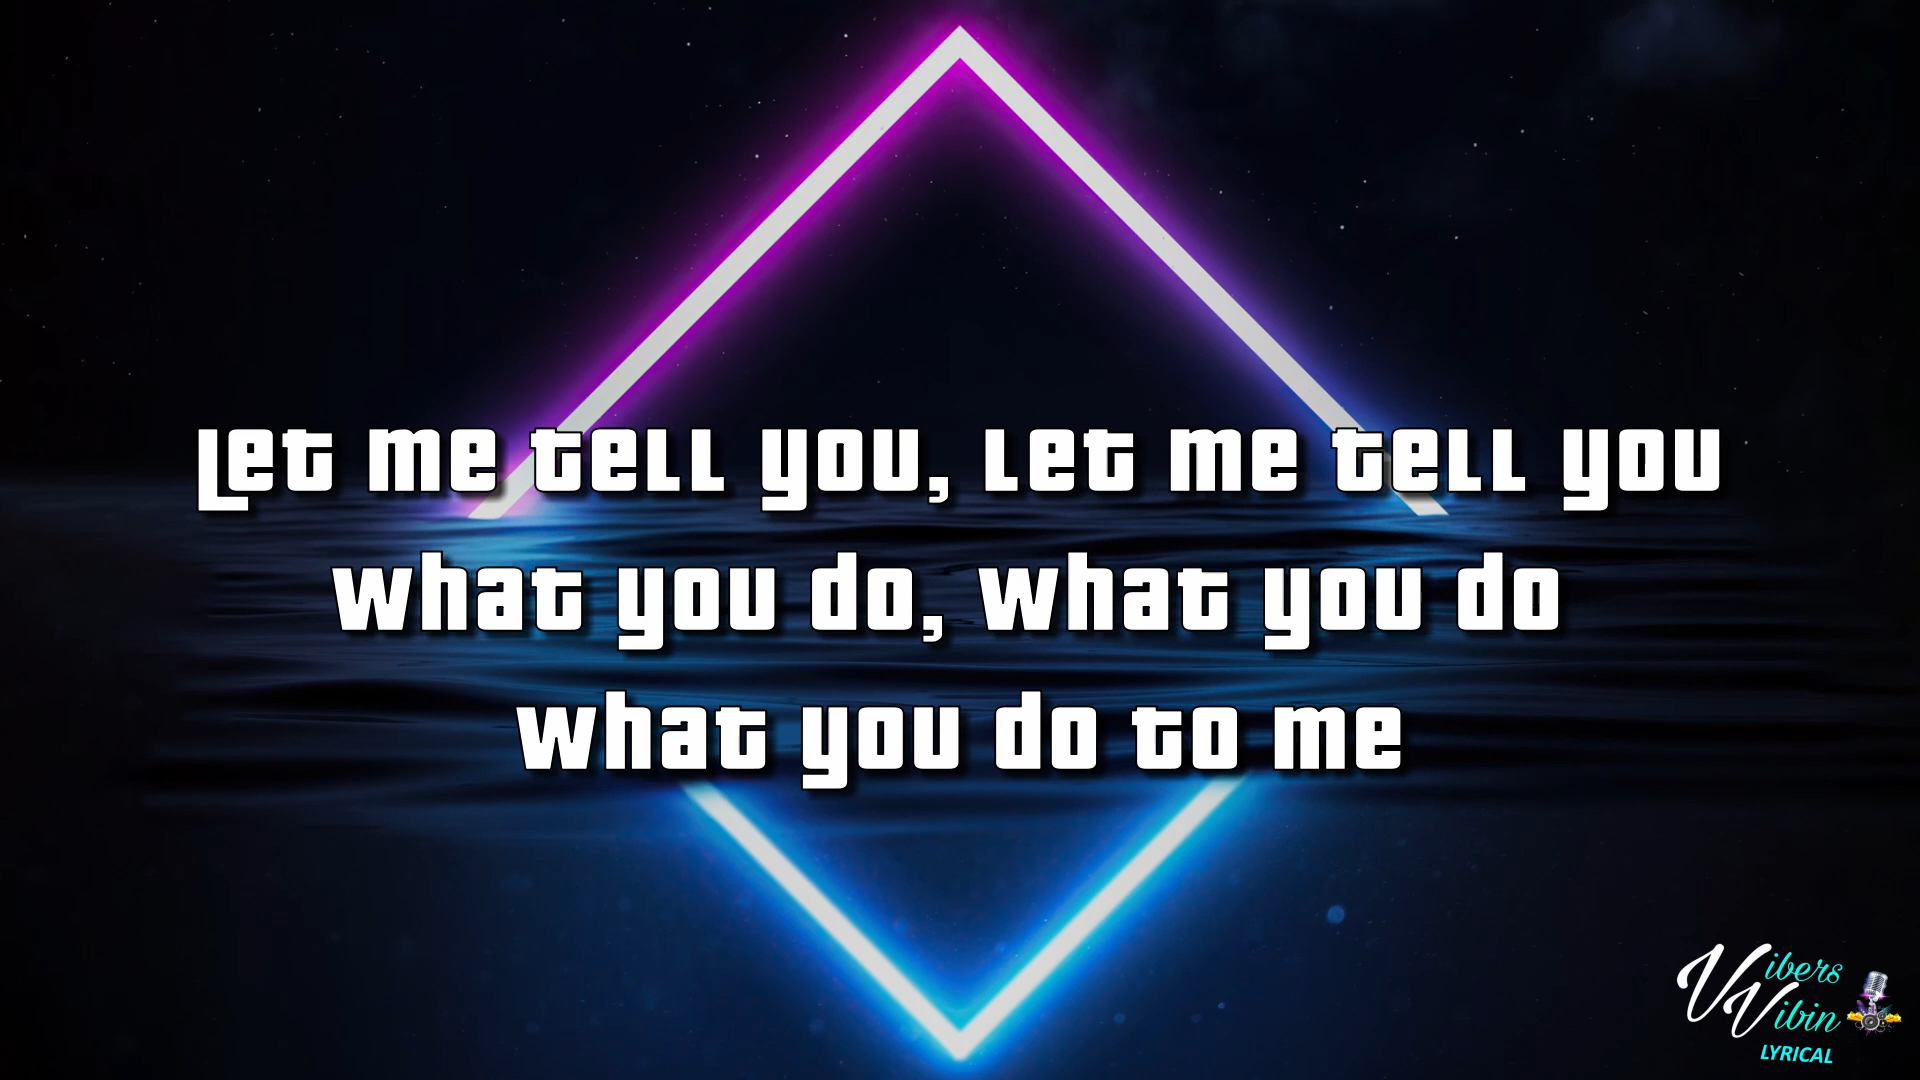 Let me tell you, let me tell you
what you do, what you do
what you do to me
Vibers
Vibin
LYRICAL